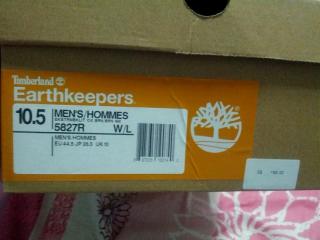 Timberland
Earthkeepers
10.5
MEN'S/HOMMES
5827R W/L
MEN'S/HOMMES
EU 44.5 JP 28.5 UK 10